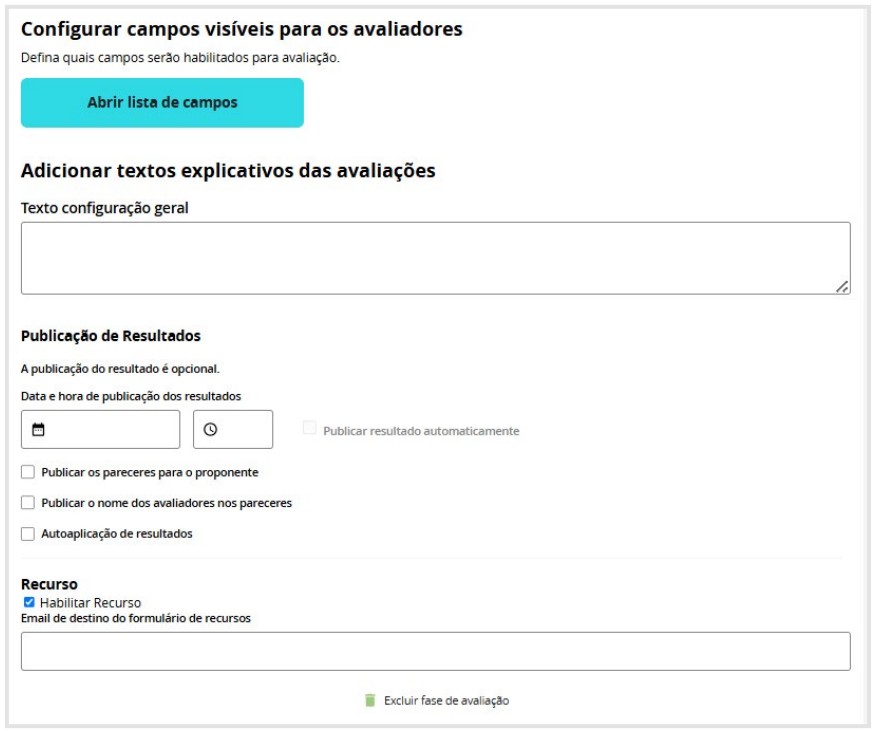 Configurar campos visíveis para os avaliadores
Defina quais campos serão habilitados para avaliação.
Abrir lista de campos
Adicionar textos explicativos das avaliações
Texto configuração geral
Publicação de Resultados
A publicação do resultado é opcional.
Data e hora de publicação dos resultados
Publicar resultado automaticamente
Publicar os pareceres para o proponente
Publicar o nome dos avaliadores nos pareceres
Autoaplicação de resultados
Recurso
Habilitar Recurso
Email de destino do formulário de recursos
Excluir fase de avaliação